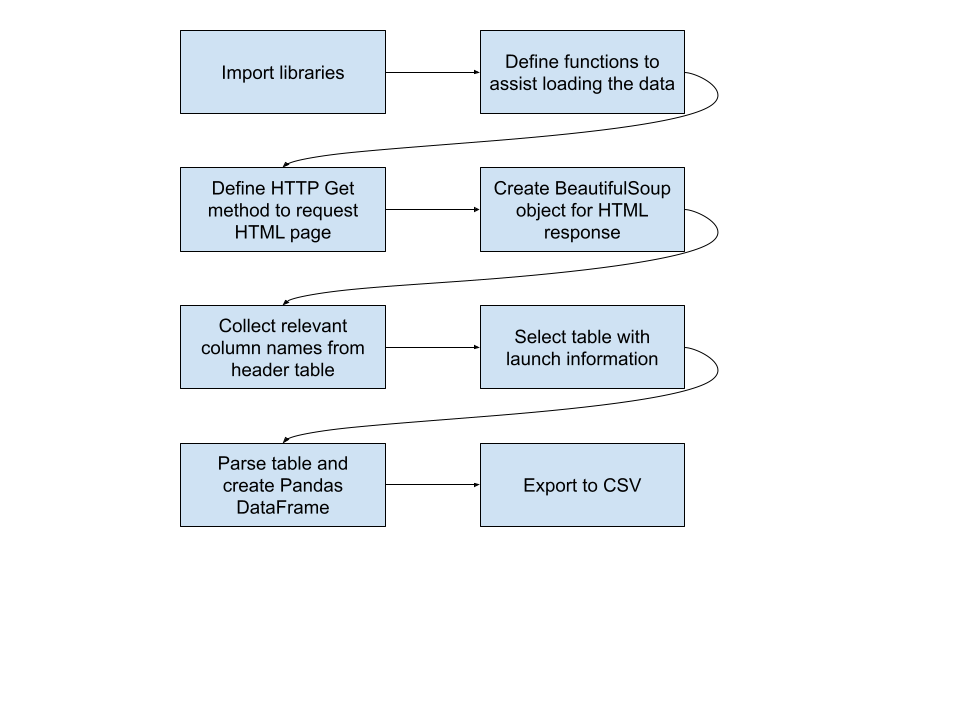 Import libraries
Define functions to
assist loading the data
Define HTTP Get
method to request
HTML page
Create BeautifulSoup
object for HTML
response
Collect relevant
column names from
header table
Select table with
launch information
Parse table and
create Pandas
DataFrame
Export to CSV